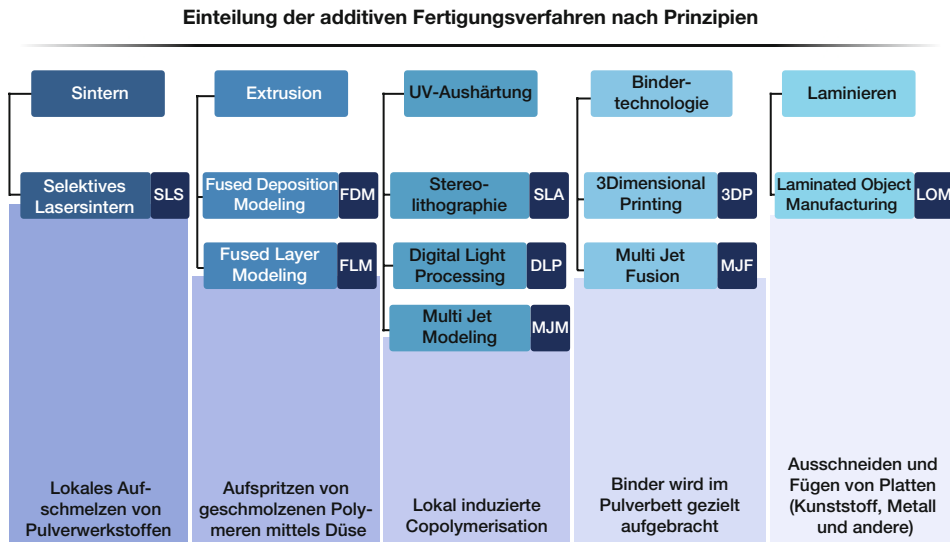 Einteilung der additiven Fertigungsverfahren nach Prinzipien
Sintern
Selektives
Lasersintern
SLS
Lokales Auf-
schmelzen von
Pulverwerkstoffen
Extrusion
Fused Deposition
Modeling
FDM
Fused Layer
Modeling
FLM
Aufspritzen von
geschmolzenen Poly-
meren mittels Düse
UV-Aushärtung
Stereo-
lithographie
SLA
Digital Light
Processing
DLP
Multi Jet
Modeling
MJM
Lokal induzierte
Copolymerisation
Binder-
technologie
3Dimensional
Printing
3DP
Multi Jet
Fusion
MJF
Binder wird im
Pulverbett gezielt
aufgebracht
Laminieren
Laminated Object
Manufacturing
LOM
Ausschneiden und
Fügen von Platten
(Kunststoff, Metall
und andere)